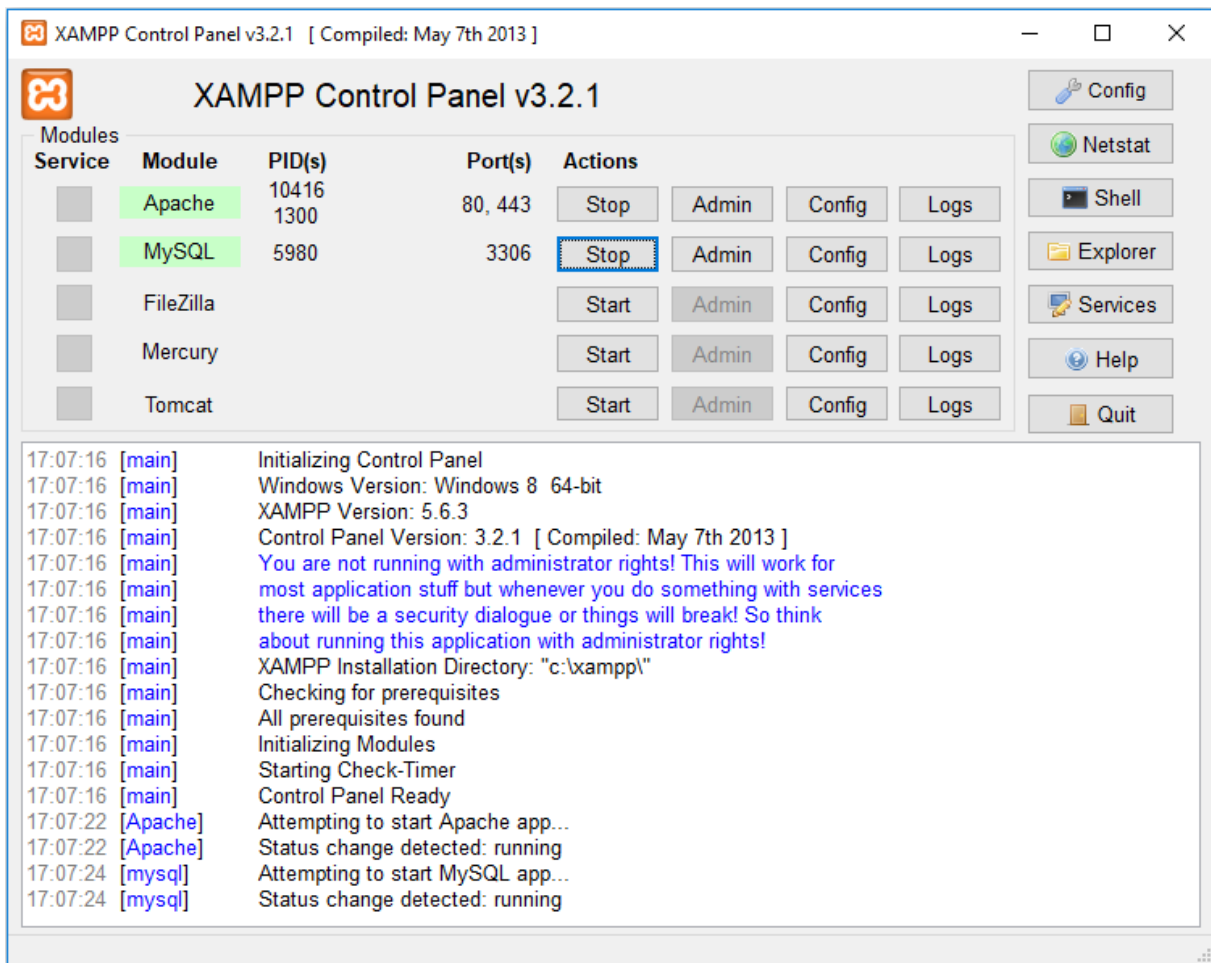 XAMPP Control Panel v3.2.1 [ Compiled: May 7th 2013 ]
XAMPP Control Panel v3.2.1
Config
Modules
Netstat
Service Module PID(s) Port(s) Actions
Apache 10416 1300 80, 443 Stop Admin Config Logs
Shell
MySQL 5980 3306 Stop Admin Config Logs
Explorer
FileZilla Start Admin Config Logs
Services
Mercury Start Admin Config Logs
Help
Tomcat Start Admin Config Logs
Quit
17:07:16 [main] Initializing Control Panel
17:07:16 [main] Windows Version: Windows 8 64-bit
17:07:16 [main] XAMPP Version: 5.6.3
17:07:16 [main] Control Panel Version: 3.2.1 [ Compiled: May 7th 2013 ]
17:07:16 [main] You are not running with administrator rights! This will work for
17:07:16 [main] most application stuff but whenever you do something with services
17:07:16 [main] there will be a security dialogue or things will break! So think
17:07:16 [main] about running this application with administrator rights!
17:07:16 [main] XAMPP Installation Directory: "c:\xampp\"
17:07:16 [main] Checking for prerequisites
17:07:16 [main] All prerequisites found
17:07:16 [main] Initializing Modules
17:07:16 [main] Starting Check-Timer
17:07:16 [main] Control Panel Ready
17:07:22 [Apache] Attempting to start Apache app...
17:07:22 [Apache] Status change detected: running
17:07:24 [mysql] Attempting to start MySQL app...
17:07:24 [mysql] Status change detected: running